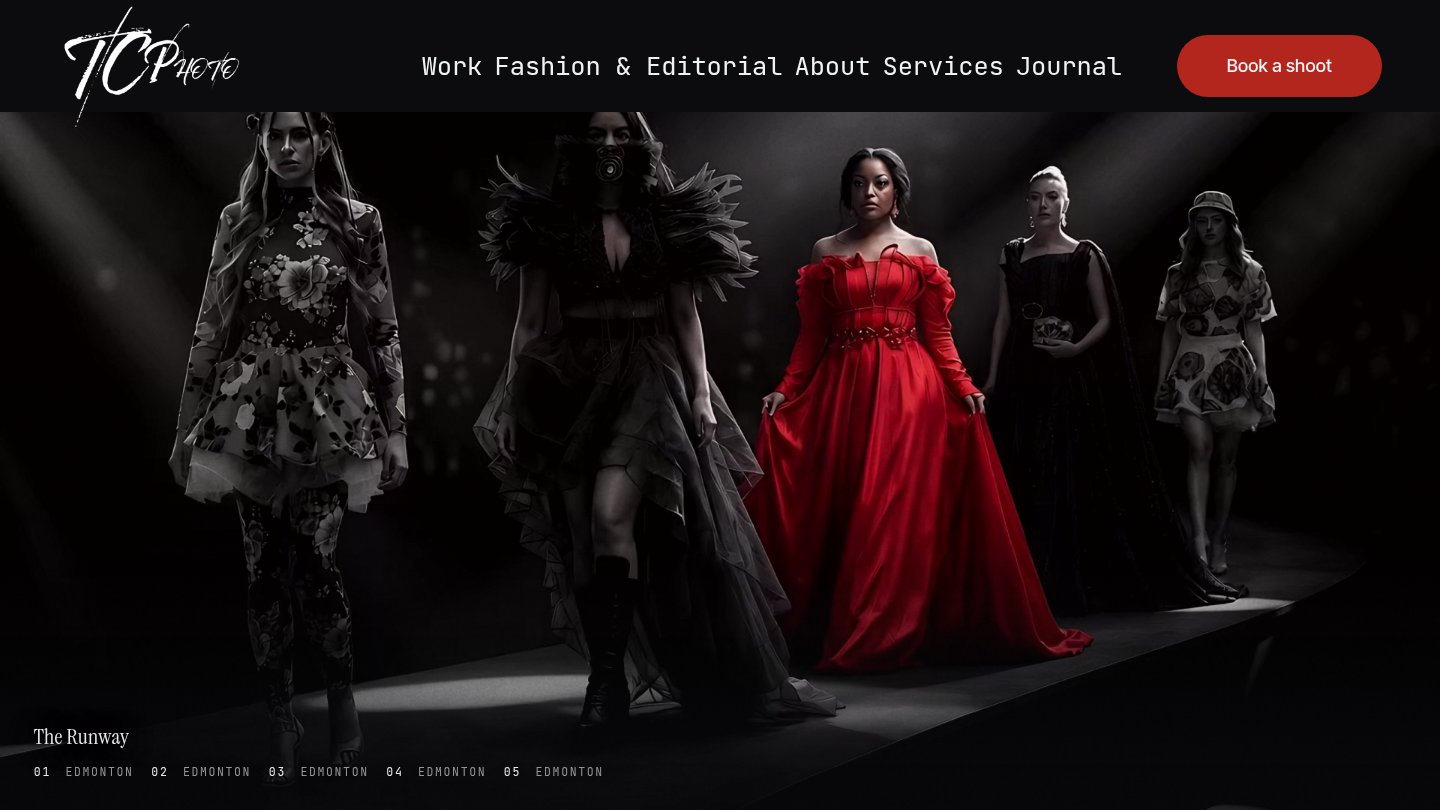 TCPHOTO
Work Fashion & Editorial About Services Journal
Book a shoot
The Runway
01 EDMONTON 02 EDMONTON 03 EDMONTON 04 EDMONTON 05 EDMONTON